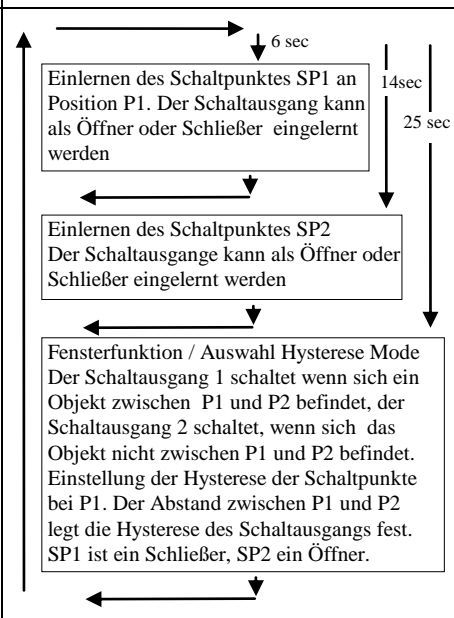 6 sec
Einlernen des Schaltpunktes SP1 an
Position P1. Der Schaltausgang kann
als Öffner oder Schließer eingelernt
werden
14sec
25 sec
Einlernen des Schaltpunktes SP2
Der Schaltausgange kann als Öffner oder
Schließer eingelernt werden
Fensterfunktion / Auswahl Hysterese Mode
Der Schaltausgang 1 schaltet wenn sich ein
Objekt zwischen P1 und P2 befindet, der
Schaltausgang 2 schaltet, wenn sich das
Objekt nicht zwischen P1 und P2 befindet.
Einstellung der Hysterese der Schaltpunkte
bei P1. Der Abstand zwischen P1 und P2
legt die Hysterese des Schaltausgangs fest.
SP1 ist ein Schließer, SP2 ein Öffner.